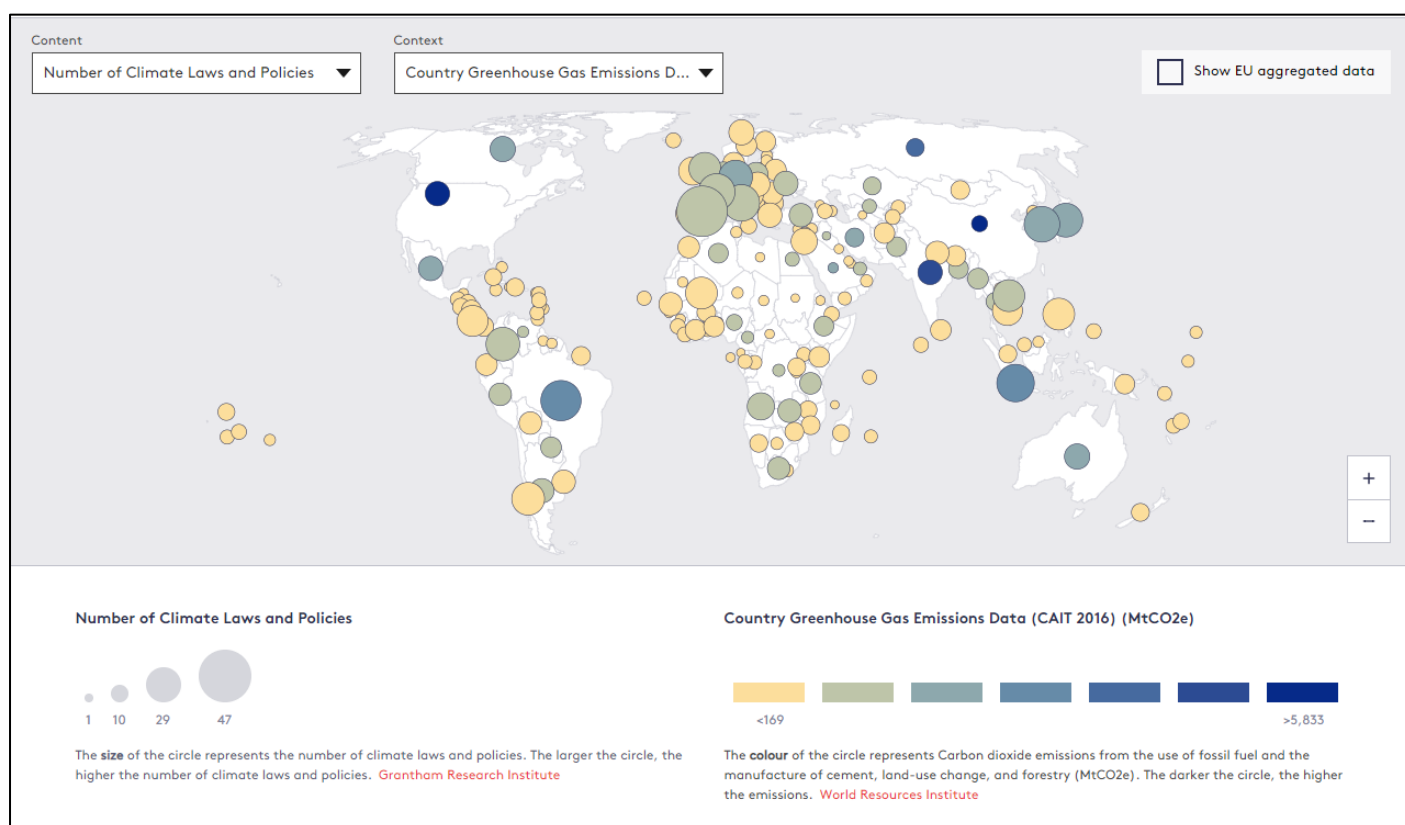 Content
Context
Number of Climate Laws and Policies
Country Greenhouse Gas Emissions D...
Show EU aggregated data
+
−
Number of Climate Laws and Policies
1 10 29 47
The size of the circle represents the number of climate laws and policies. The larger the circle, the
higher the number of climate laws and policies. Grantham Research Institute
Country Greenhouse Gas Emissions Data (CAIT 2016) (MtCO2e)
<169 >5,833
The colour of the circle represents Carbon dioxide emissions from the use of fossil fuel and the
manufacture of cement, land-use change, and forestry (MtCO2e). The darker the circle, the higher
the emissions. World Resources Institute